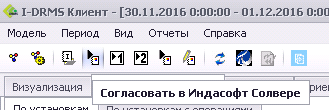 I-DRMS Клиент - [30.11.2016 0:00:00 - 01.12.2016 0:00:00
Модель Период Вид Отчеты Справка
Визуализация
Согласовать в Индасофт Солвере
По установкам По установкам с операциями